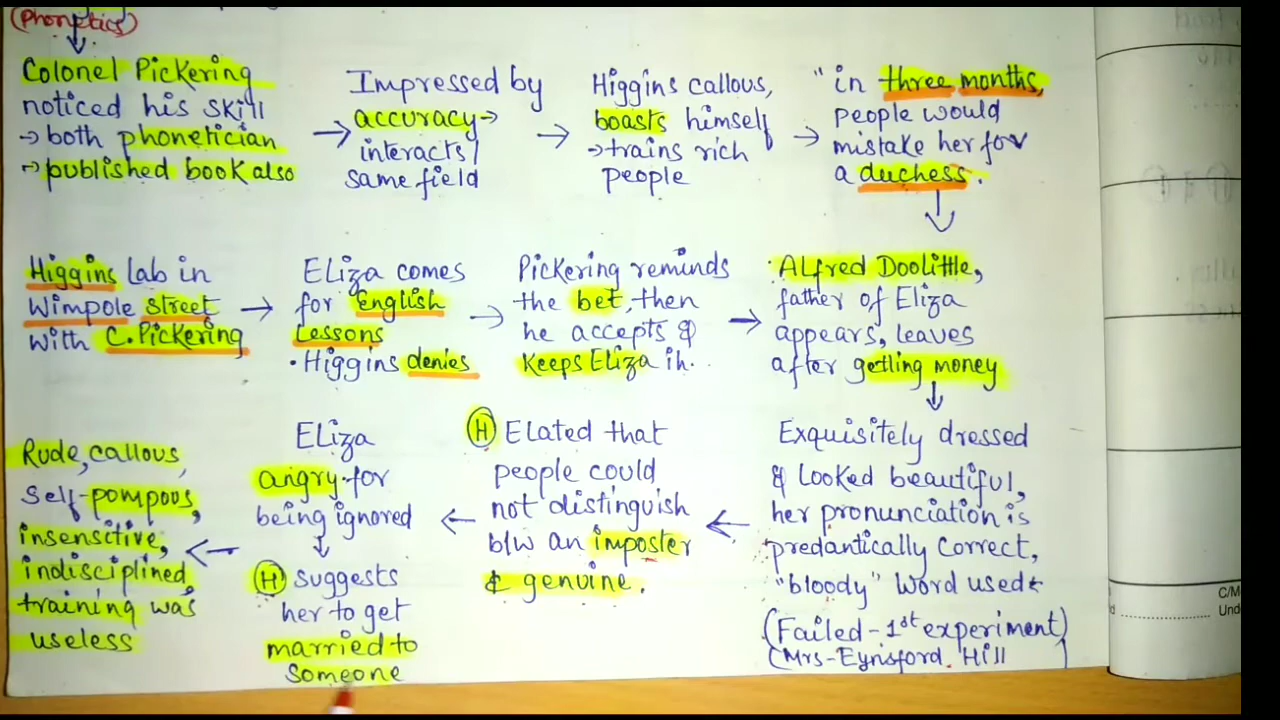 (Phonetics)
Colonel Pickering
noticed his skill
→ both phonetician
→ published book also
Impressed by
accuracy→
interacts/
same field
Higgins callous,
boasts himself
→trains rich
people
"in three months,
people would
mistake her for
a duchess.
Higgins lab in
Wimpole street
with C. Pickering
Eliza comes
for english
Lessons
• Higgins denies
Pickering reminds
the bet, then
he accepts &
Keeps Eliza ih..
Alfred Doolittle,
father of Eliza
appears, leaves
after getling money
Exquisitely dressed
& Looked beautiful,
her pronunciation is
predantically correct,
"bloody" word used
(Failed - 1st experiment)
(Mrs-Eynsford Hill)
(H) Elated that
people could
not distinguish
b/w an imposter
& genuine.
Eliza
angry for
being ignored
(H) suggests
her to get
married to
someone
Rude, callous,
self-pompous,
insensitive,
indisciplined,
training was
useless
C/M
Und